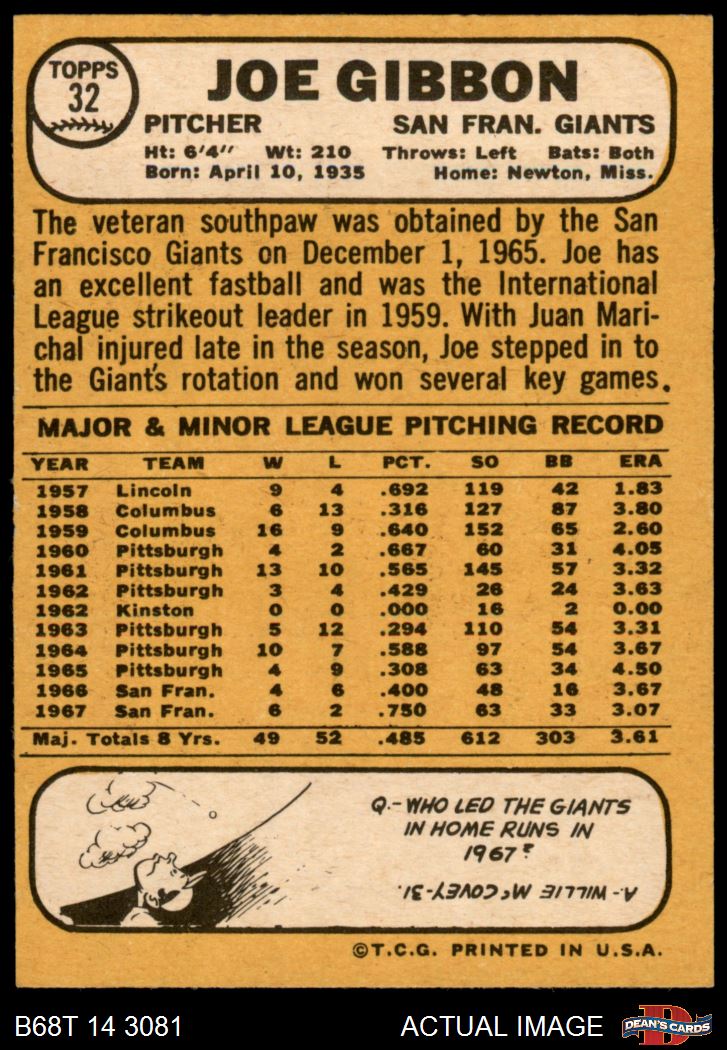 TOPPS
32
JOE GIBBON
PITCHER SAN FRAN. GIANTS
Ht: 6'4" Wt: 210 Throws: Left Bats: Both
Born: April 10, 1935 Home: Newton, Miss.
The veteran southpaw was obtained by the San
Francisco Giants on December 1, 1965. Joe has
an excellent fastball and was the International
League strikeout leader in 1959. With Juan Mari-
chal injured late in the season, Joe stepped in to
the Giant's rotation and won several key games.
MAJOR & MINOR LEAGUE PITCHING RECORD
YEAR TEAM W L PCT. SO BB ERA
1957 Lincoln 9 4 .692 119 42 1.83
1958 Columbus 6 13 .316 127 87 3.80
1959 Columbus 16 9 .640 152 65 2.60
1960 Pittsburgh 4 2 .667 60 31 4.05
1961 Pittsburgh 13 10 .565 145 57 3.32
1962 Pittsburgh 3 4 .429 26 24 3.63
1962 Kinston 0 0 .000 16 2 0.00
1963 Pittsburgh 5 12 .294 110 54 3.31
1964 Pittsburgh 10 7 .588 97 54 3.67
1965 Pittsburgh 4 9 .308 63 34 4.50
1966 San Fran. 4 6 .400 48 16 3.67
1967 San Fran. 6 2 .750 63 33 3.07
Maj. Totals 8 Yrs. 49 52 .485 612 303 3.61
Q.-WHO LED THE GIANTS
IN HOME RUNS IN
1967?
A.-WILLIE McCOVEY-31.
©T.C.G. PRINTED IN U.S.A.
B68T 14 3081 ACTUAL IMAGE
D
DEAN'S CARDS